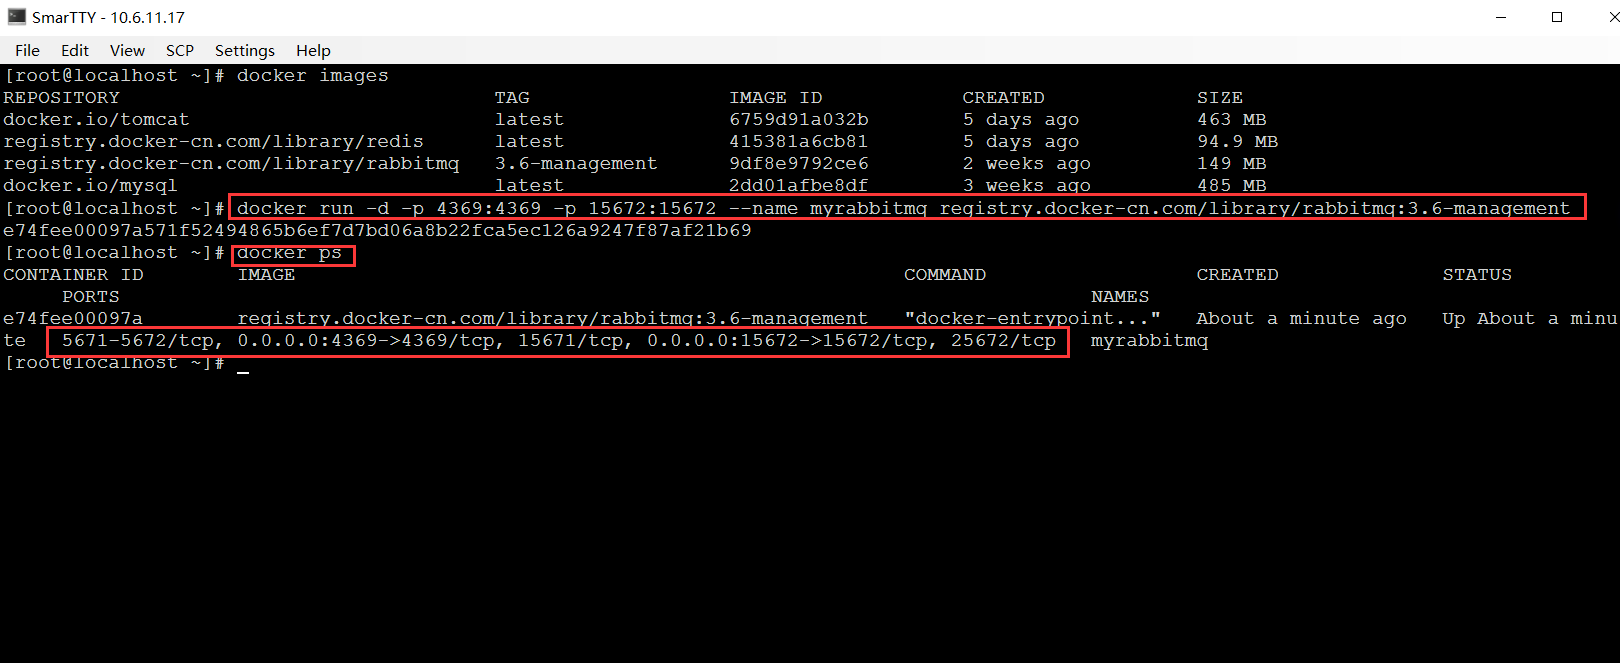 SmarTTY - 10.6.11.17
File Edit View SCP Settings Help
[root@localhost ~]# docker images
REPOSITORY TAG IMAGE ID CREATED SIZE
docker.io/tomcat latest 6759d91a032b 5 days ago 463 MB
registry.docker-cn.com/library/redis latest 415381a6cb81 5 days ago 94.9 MB
registry.docker-cn.com/library/rabbitmq 3.6-management 9df8e9792ce6 2 weeks ago 149 MB
docker.io/mysql latest 2dd01afbe8df 3 weeks ago 485 MB
[root@localhost ~]# docker run -d -p 4369:4369 -p 15672:15672 --name myrabbitmq registry.docker-cn.com/library/rabbitmq:3.6-management
e74fee00097a571f52494865b6ef7d7bd06a8b22fca5ec126a9247f87af21b69
[root@localhost ~]# docker ps
CONTAINER ID IMAGE COMMAND CREATED STATUS
PORTS NAMES
e74fee00097a registry.docker-cn.com/library/rabbitmq:3.6-management "docker-entrypoint..." About a minute ago Up About a minu
te 5671-5672/tcp, 0.0.0.0:4369->4369/tcp, 15671/tcp, 0.0.0.0:15672->15672/tcp, 25672/tcp myrabbitmq
[root@localhost ~]# _